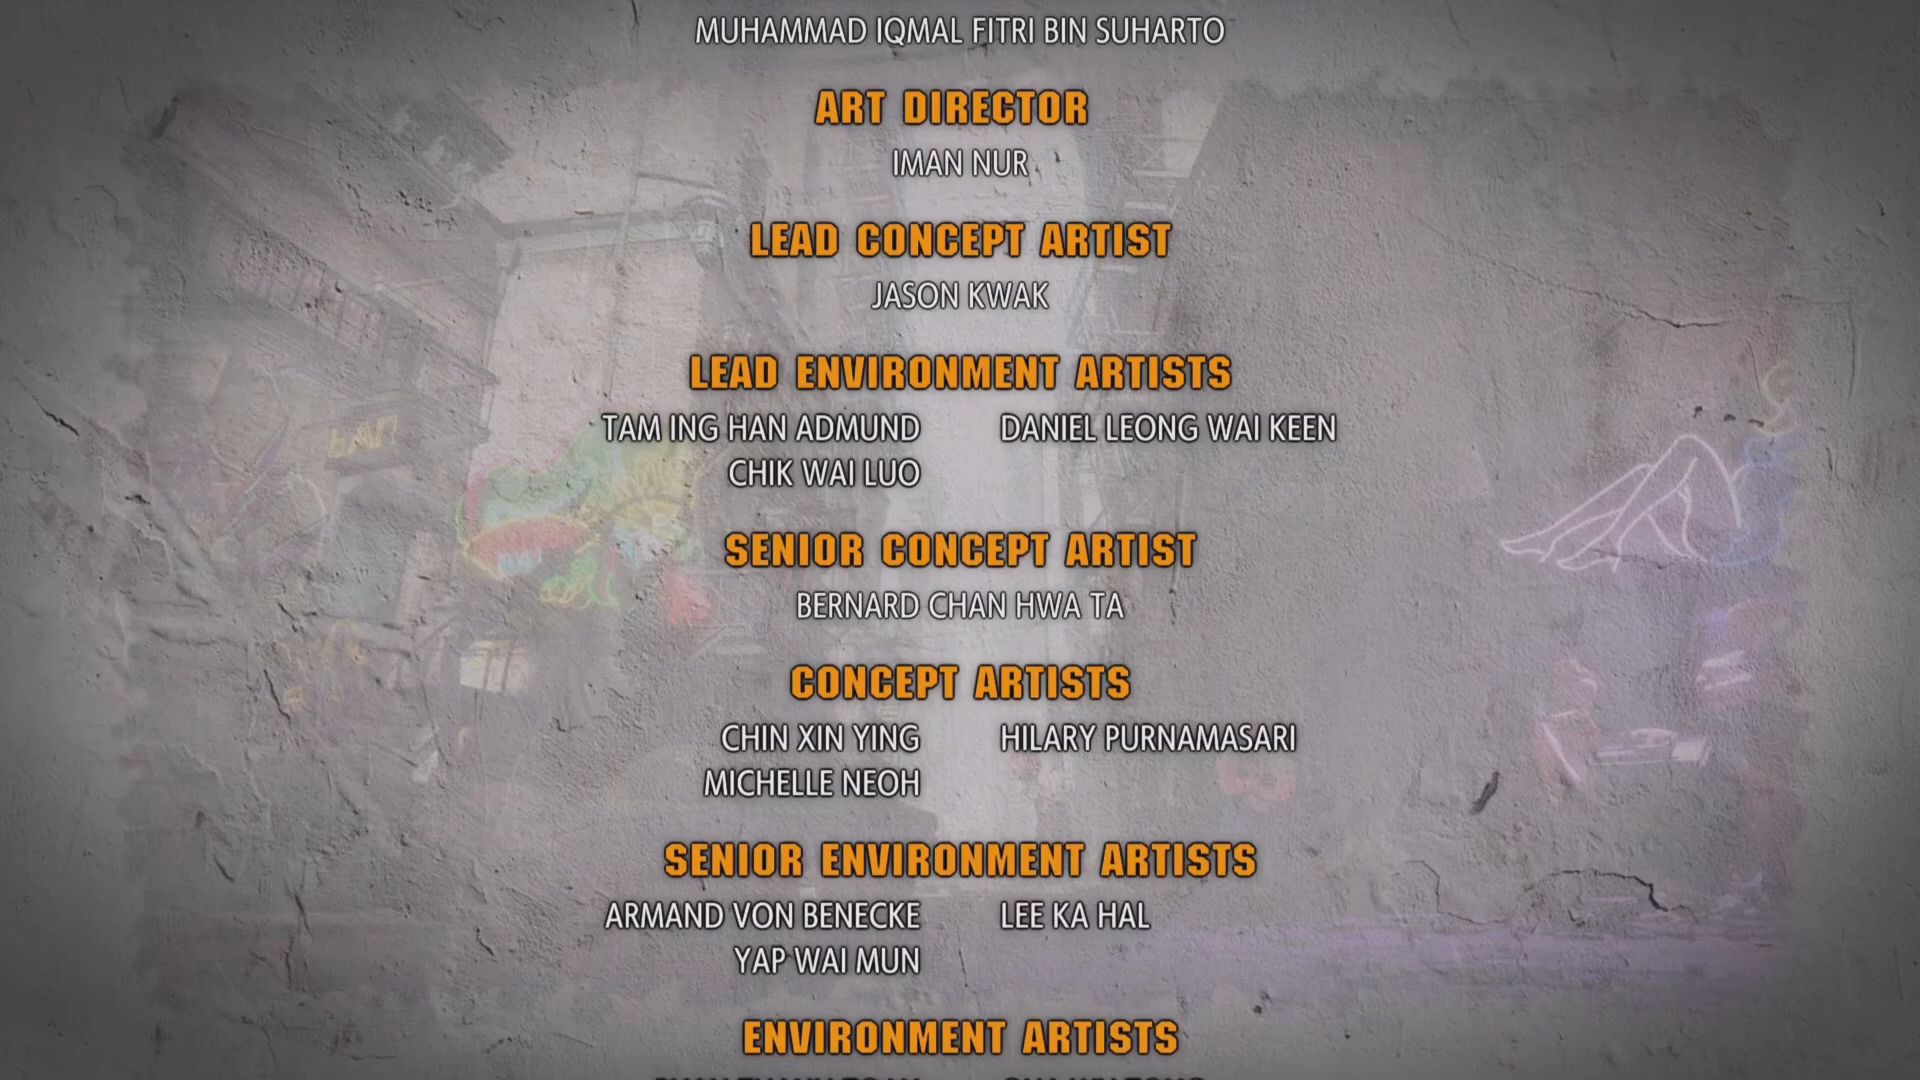 MUHAMMAD IQMAL FITRI BIN SUHARTO
ART DIRECTOR
IMAN NUR
LEAD CONCEPT ARTIST
JASON KWAK
LEAD ENVIRONMENT ARTISTS
TAM ING HAN ADMUND DANIEL LEONG WAI KEEN
CHIK WAI LUO
SENIOR CONCEPT ARTIST
BERNARD CHAN HWA TA
CONCEPT ARTISTS
CHIN XIN YING HILARY PURNAMASARI
MICHELLE NEOH
SENIOR ENVIRONMENT ARTISTS
ARMAND VON BENECKE LEE KA HAL
YAP WAI MUN
ENVIRONMENT ARTISTS